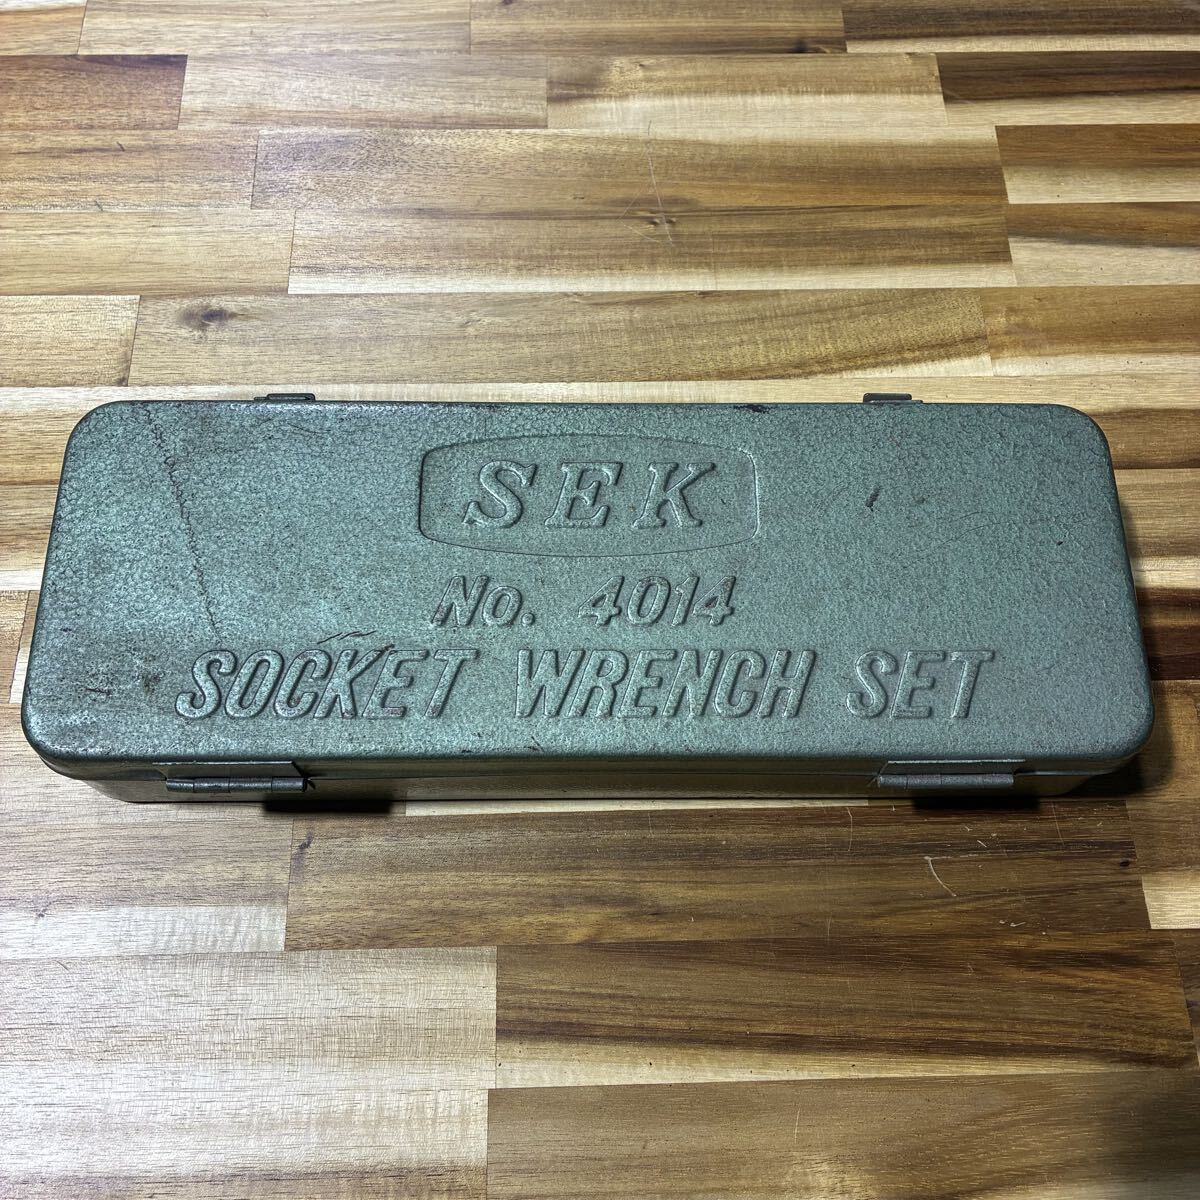 SEK
No. 4014
SOCKET WRENCH SET